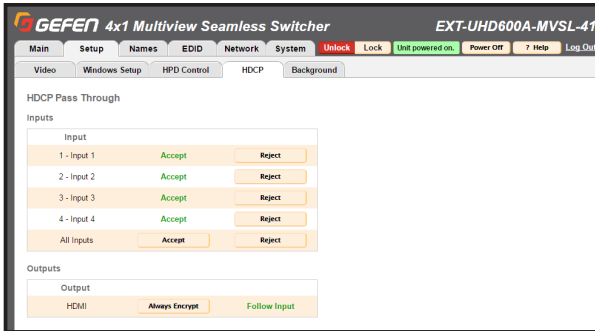 GEFEN 4x1 Multiview Seamless Switcher EXT-UHD600A-MVSL-41
Main Setup Names EDID Network System Unlock Lock Unit powered on. Power Off ? Help Log Out
Video Windows Setup HPD Control HDCP Background
HDCP Pass Through
Inputs
Input
1 - Input 1 Accept Reject
2 - Input 2 Accept Reject
3 - Input 3 Accept Reject
4 - Input 4 Accept Reject
All Inputs Accept Reject
Outputs
Output
HDMI Always Encrypt Follow Input